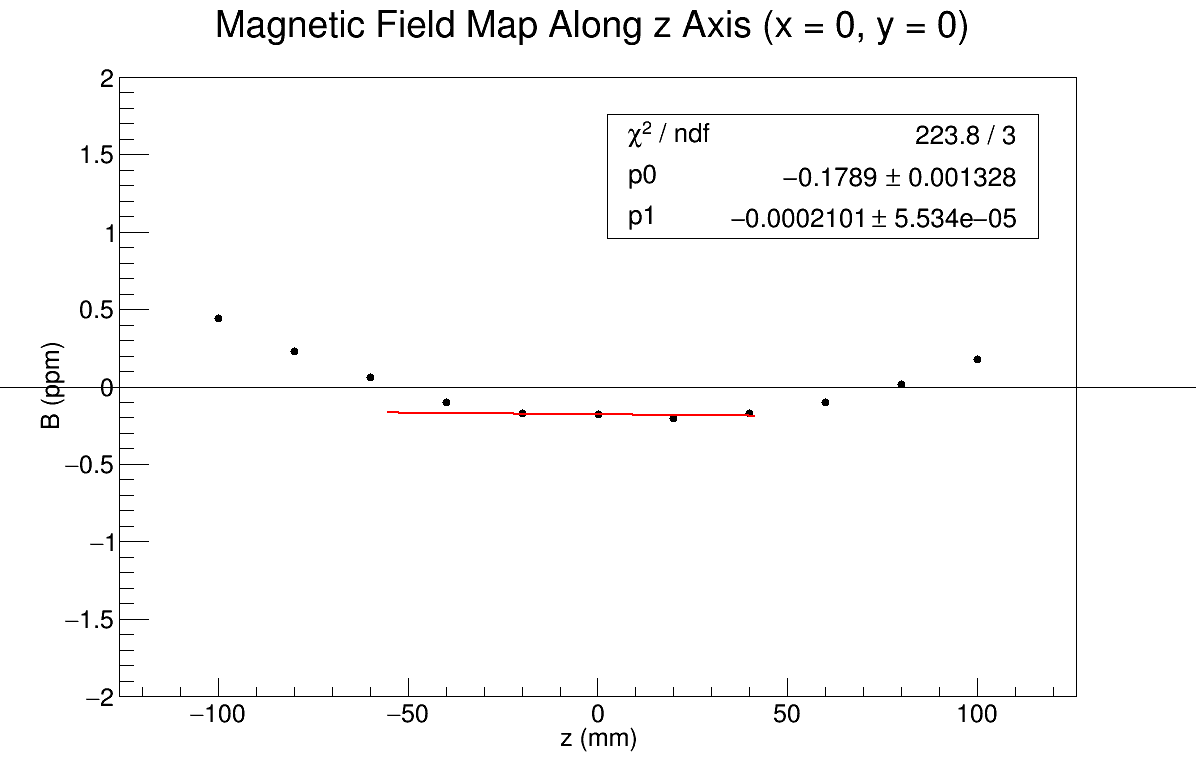 Magnetic Field Map Along z Axis (x = 0, y = 0)
χ² / ndf 223.8 / 3
p0 −0.1789 ± 0.001328
p1 −0.0002101 ± 5.534e−05
2
1.5
1
0.5
0
−0.5
−1
−1.5
−2
B (ppm)
−100 −50 0 50 100
z (mm)